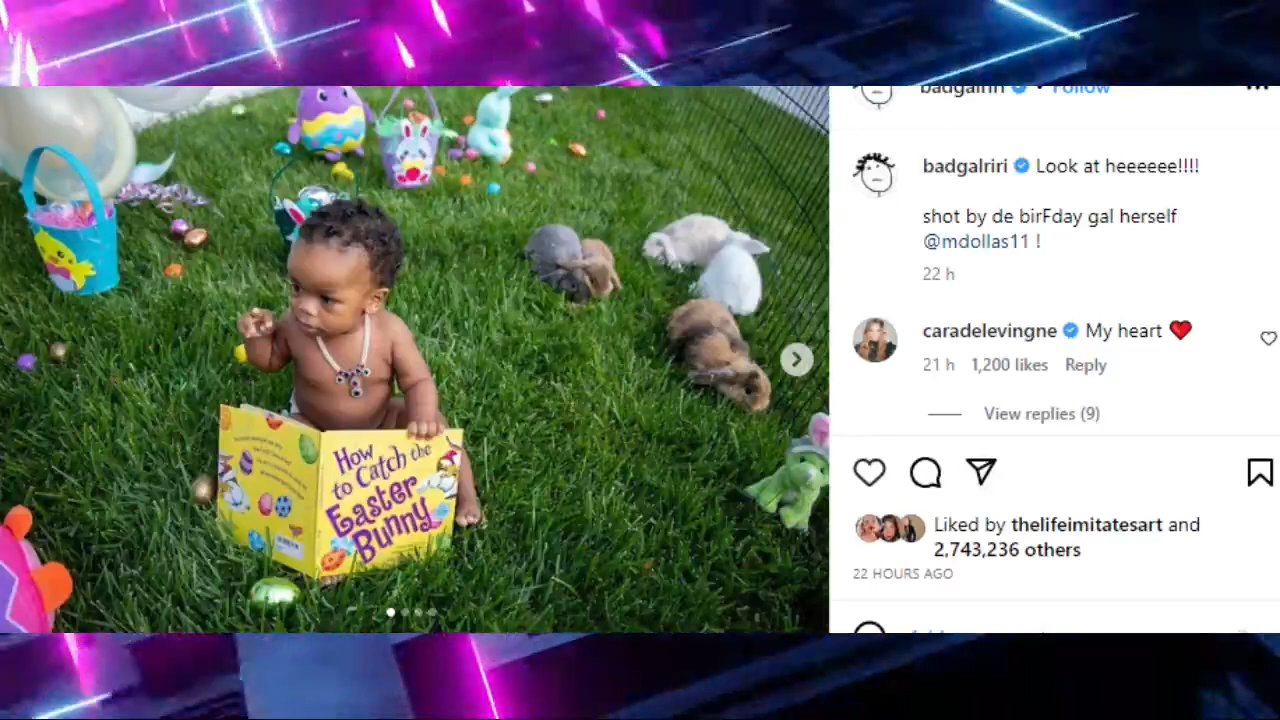 badgalriri • Follow
badgalriri Look at heeeeee!!!!
shot by de birFday gal herself
@mdollas11 !
22 h
caradelevingne My heart ❤️
21 h 1,200 likes Reply
View replies (9)
Liked by thelifeimitatesart and
2,743,236 others
22 HOURS AGO
How
to Catch the
Easter
Bunny